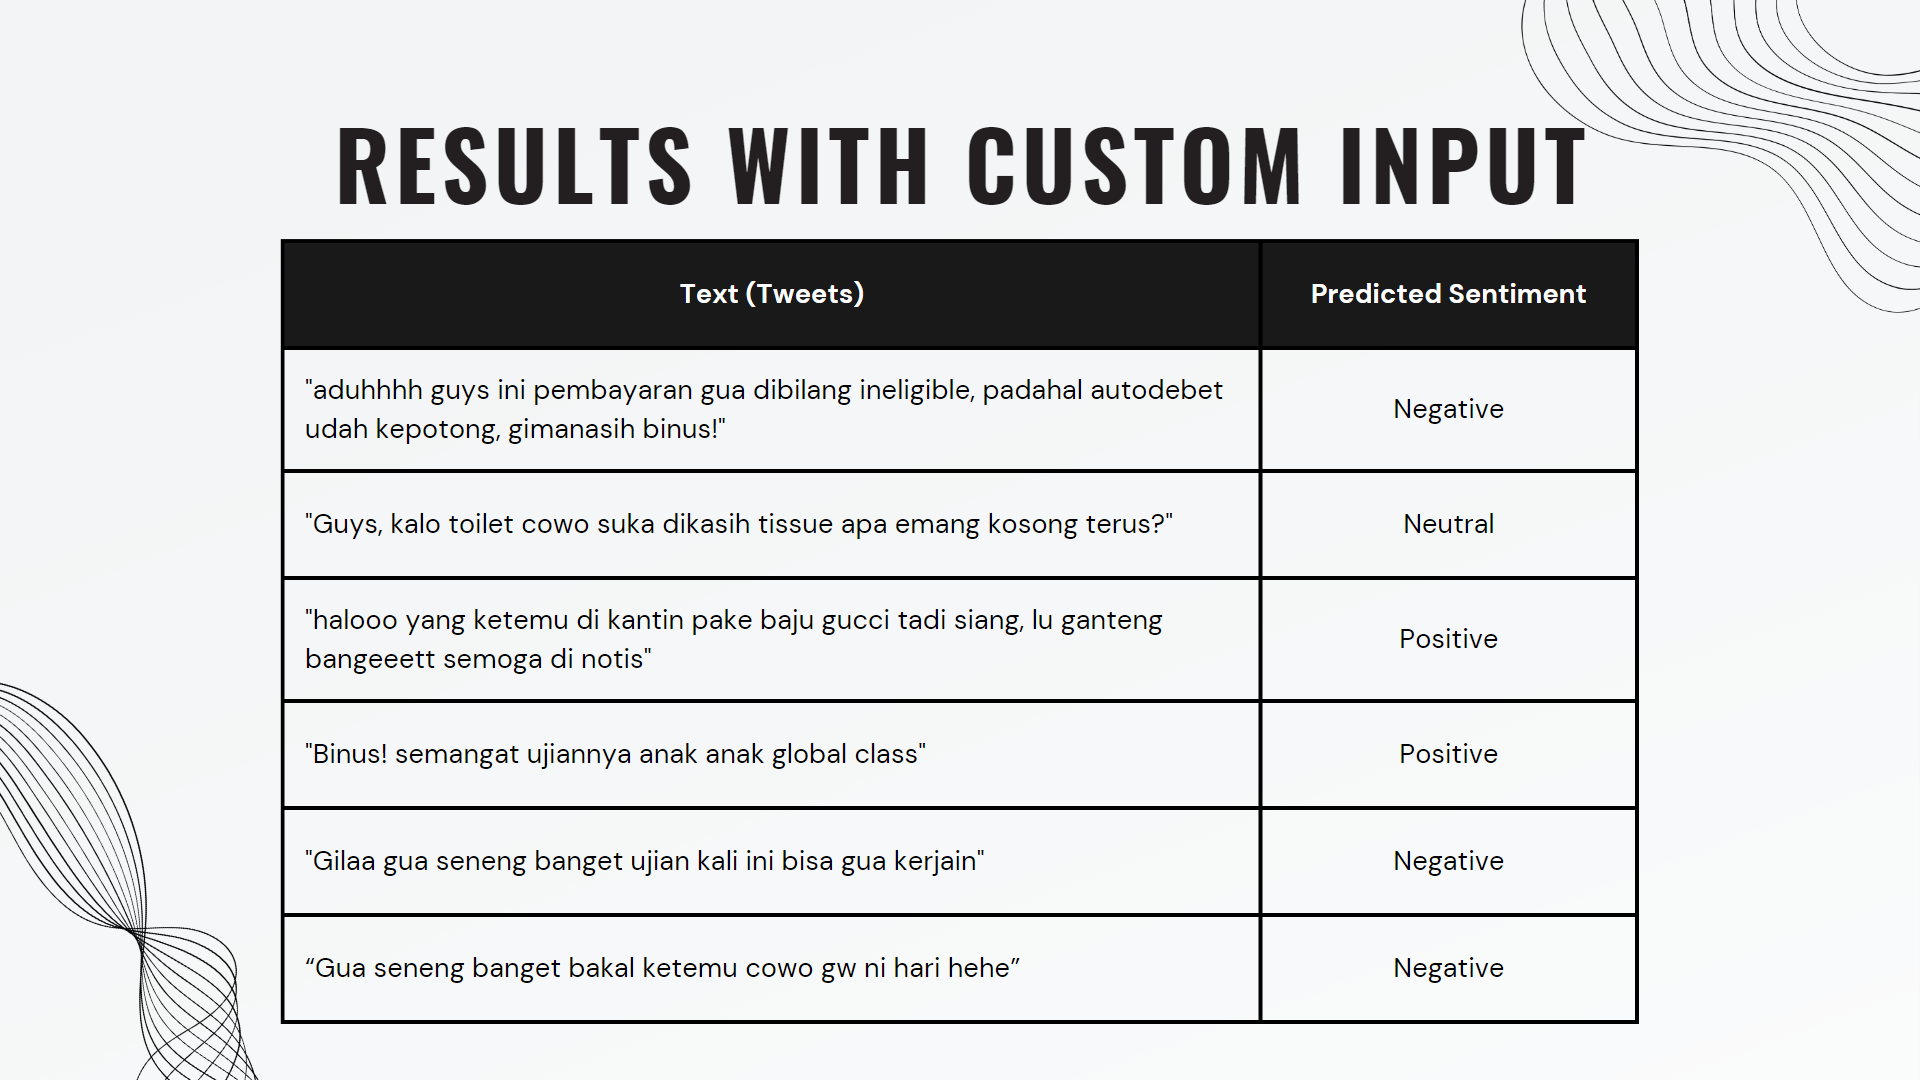 RESULTS WITH CUSTOM INPUT
Text (Tweets)
Predicted Sentiment
"aduhhhh guys ini pembayaran gua dibilang ineligible, padahal autodebet
udah kepotong, gimanasih binus!"
Negative
"Guys, kalo toilet cowo suka dikasih tissue apa emang kosong terus?"
Neutral
"halooo yang ketemu di kantin pake baju gucci tadi siang, lu ganteng
bangeeett semoga di notis"
Positive
"Binus! semangat ujiannya anak anak global class"
Positive
"Gilaa gua seneng banget ujian kali ini bisa gua kerjain"
Negative
“Gua seneng banget bakal ketemu cowo gw ni hari hehe”
Negative